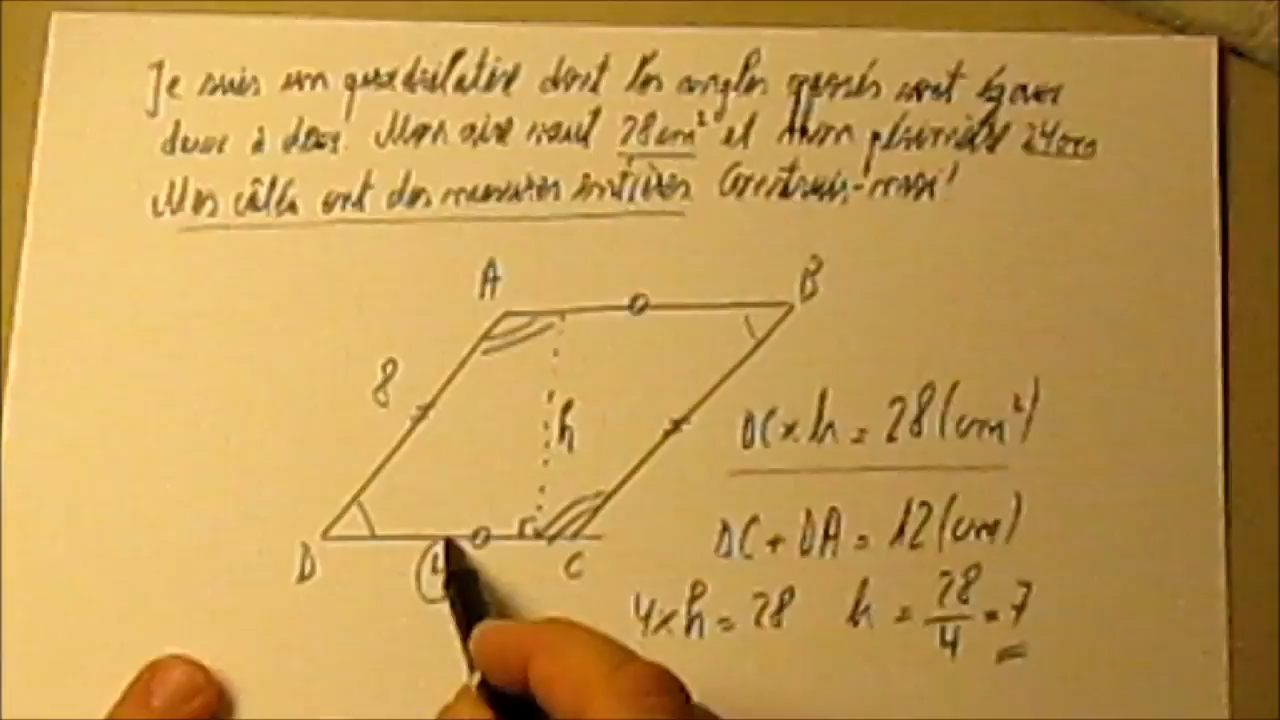 Je suis un quadrilatère dont les angles opposés sont égaux
deux à deux. Mon aire vaut 28cm² et mon périmètre 24cm
Mes côtés ont des mesures entières Construis-moi!
A
B
8
h
DC×h = 28(cm²)
D
C
DC + DA = 12(cm)
4×h = 28 h = 28/4 = 7